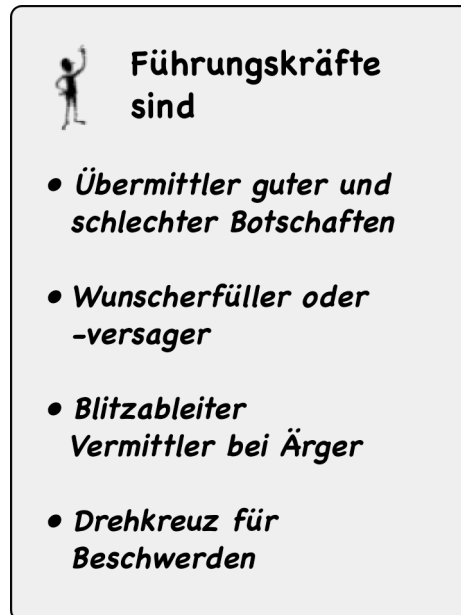 Führungskräfte
sind
• Übermittler guter und
schlechter Botschaften
• Wunscherfüller oder
-versager
• Blitzableiter
Vermittler bei Ärger
• Drehkreuz für
Beschwerden